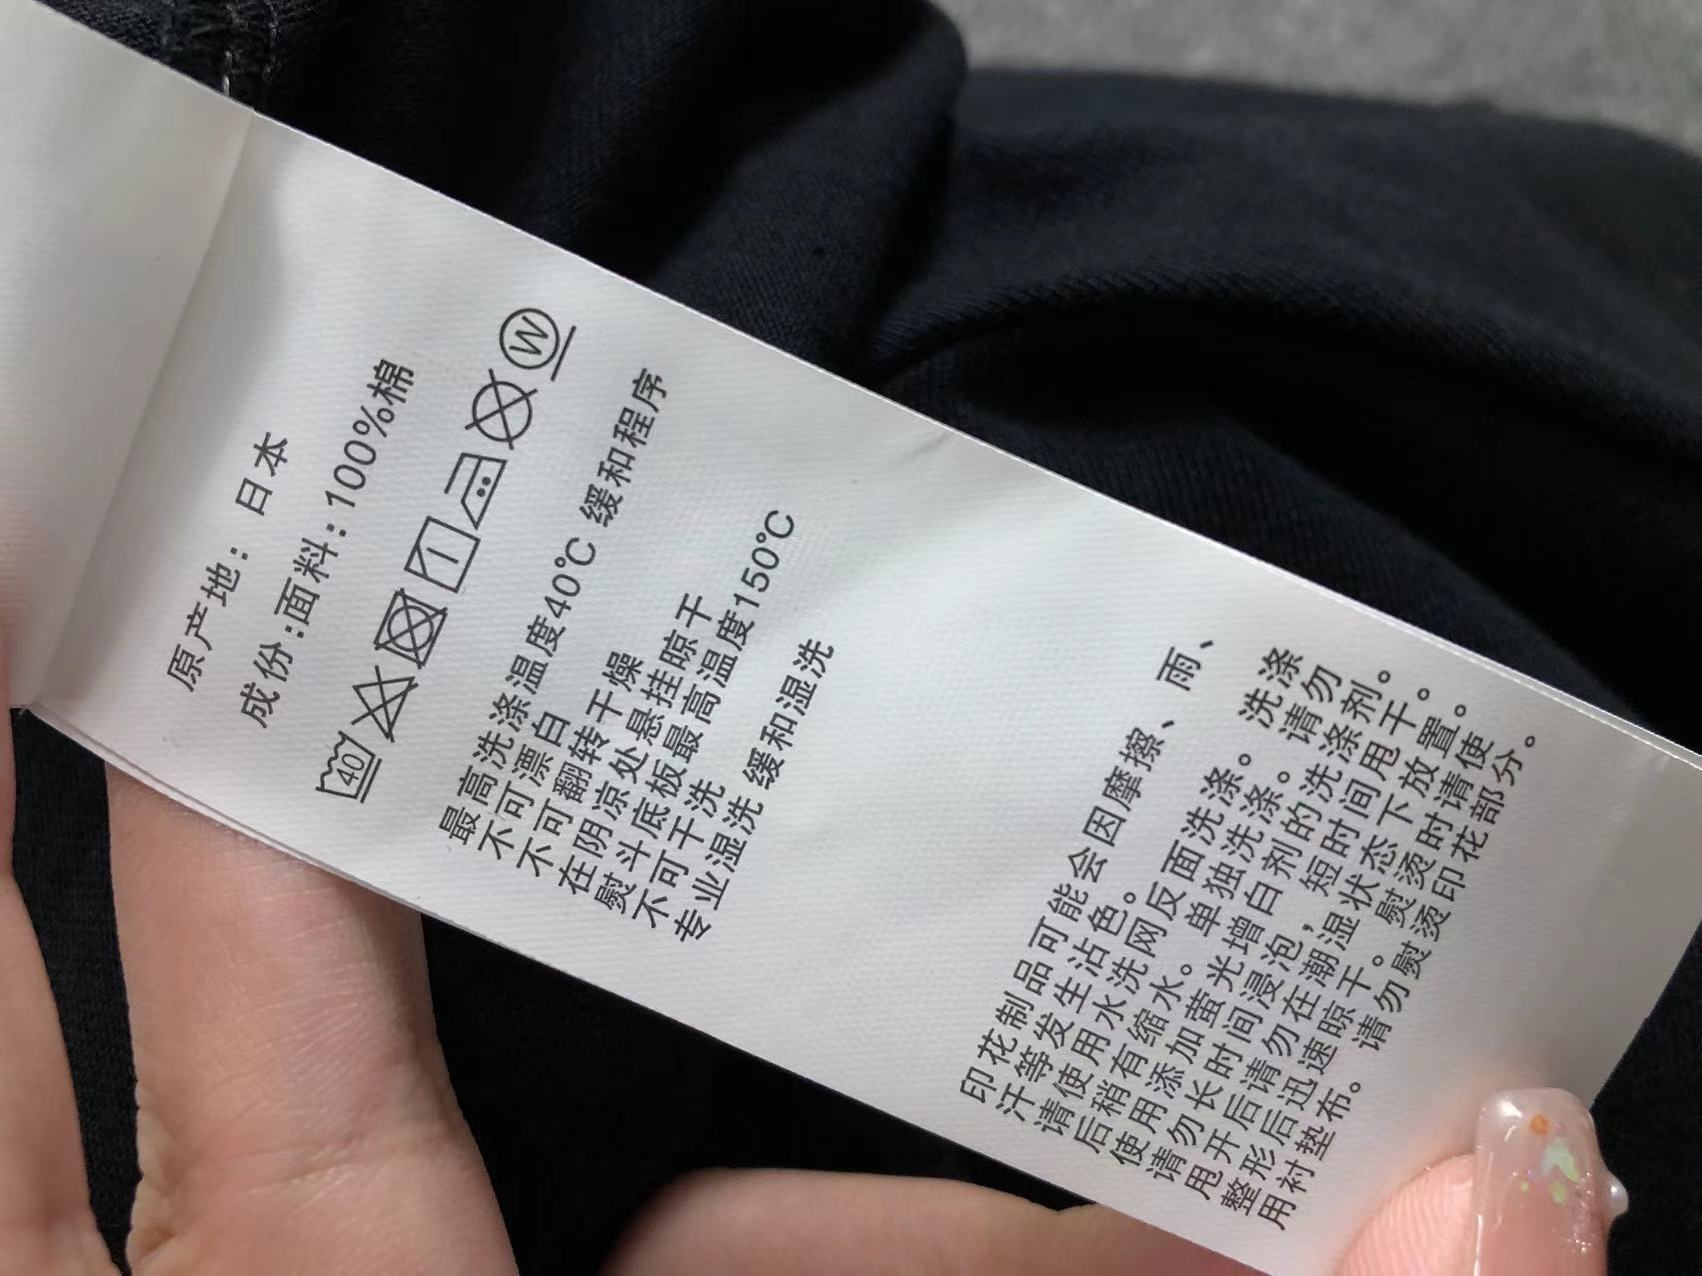 原产地: 日本
成份:面料:100%棉
40 W
最高洗涤温度40℃ 缓和程序
不可漂白
不可翻转干燥
在阴凉处悬挂晾干
熨斗底板最高温度150℃
不可干洗
专业湿洗 缓和湿洗
印花制品可能会因摩擦、雨、
汗等发生沾色。
请使用水洗网反面洗涤。洗涤
后稍有缩水。单独洗涤。请勿
使用添加萤光增白剂的洗涤剂。
请勿长时间浸泡，短时间甩干。
甩开后请勿在潮湿状态下放置。
整形后迅速晾干。熨烫时请使
用衬垫布。请勿熨烫印花部分。